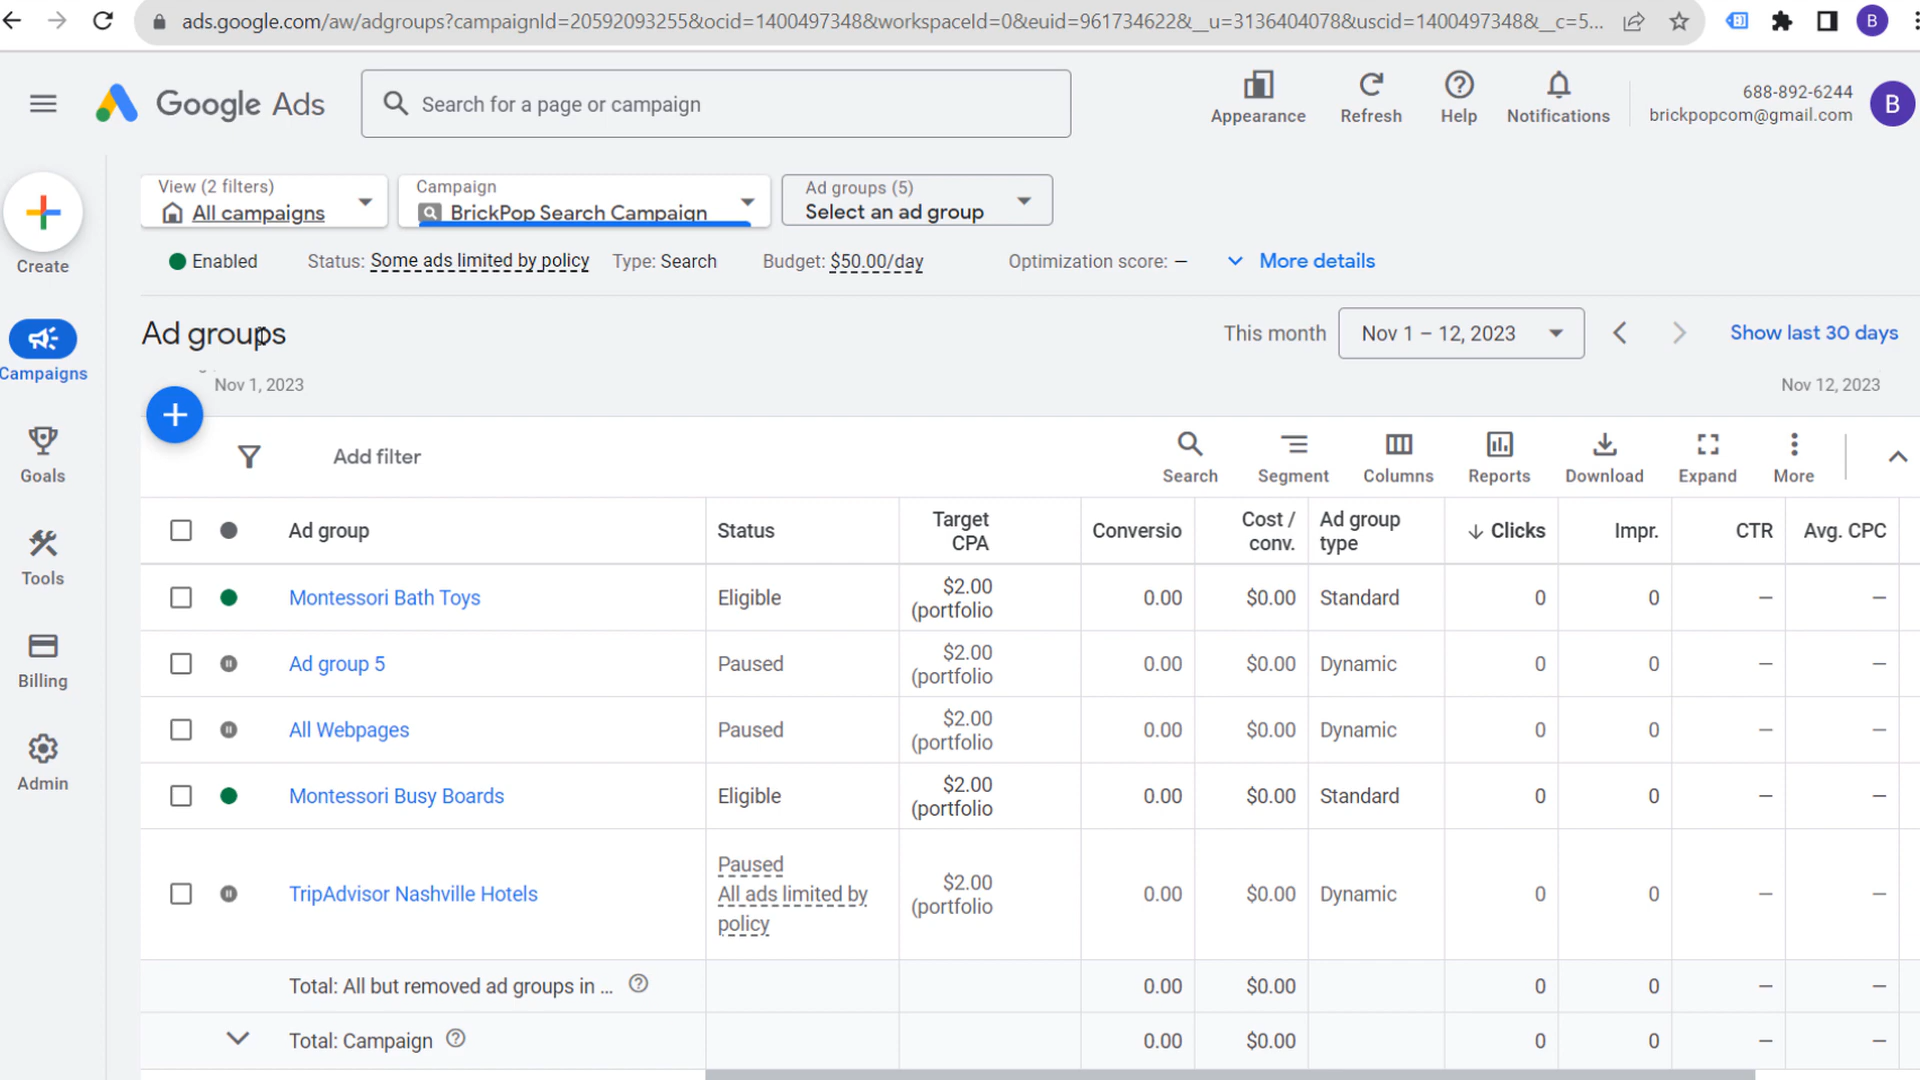 ads.google.com/aw/adgroups?campaignId=20592093255&ocid=1400497348&workspaceId=0&euid=961734622&__u=3136404078&uscid=1400497348&__c=5...
B
Google Ads
Search for a page or campaign
Appearance
Refresh
Help
Notifications
688-892-6244
brickpopcom@gmail.com
B
Create
Campaigns
Goals
Tools
Billing
Admin
View (2 filters)
All campaigns
Campaign
BrickPop Search Campaign
Ad groups (5)
Select an ad group
Enabled Status: Some ads limited by policy Type: Search Budget: $50.00/day Optimization score: – More details
Ad groups
This month Nov 1 – 12, 2023 Show last 30 days
Nov 1, 2023 Nov 12, 2023
Add filter
Search Segment Columns Reports Download Expand More
Ad group Status Target CPA Conversio Cost / conv. Ad group type Clicks Impr. CTR Avg. CPC
Montessori Bath Toys Eligible $2.00 (portfolio 0.00 $0.00 Standard 0 0 – –
Ad group 5 Paused $2.00 (portfolio 0.00 $0.00 Dynamic 0 0 – –
All Webpages Paused $2.00 (portfolio 0.00 $0.00 Dynamic 0 0 – –
Montessori Busy Boards Eligible $2.00 (portfolio 0.00 $0.00 Standard 0 0 – –
TripAdvisor Nashville Hotels Paused All ads limited by policy $2.00 (portfolio 0.00 $0.00 Dynamic 0 0 – –
Total: All but removed ad groups in ... 0.00 $0.00 0 0 – –
Total: Campaign 0.00 $0.00 0 0 – –